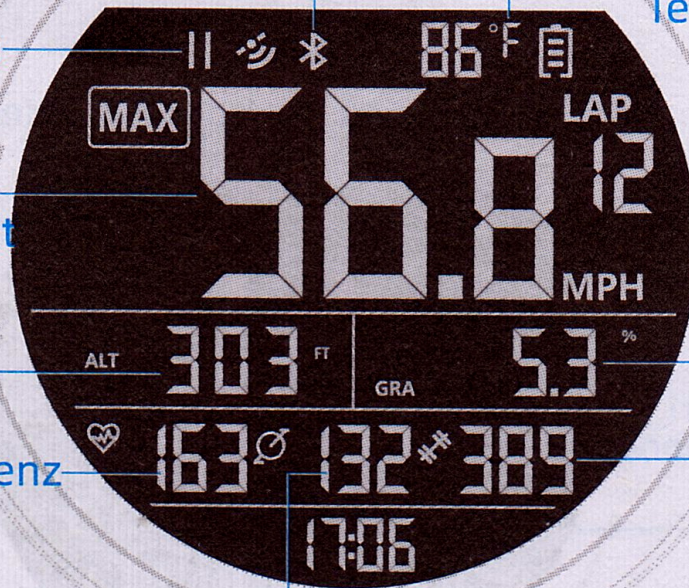 Te
86°F
MAX
56.8
LAP
12
MPH
t
ALT 303 FT
GRA 5.3 %
enz
163 132 389
17:06